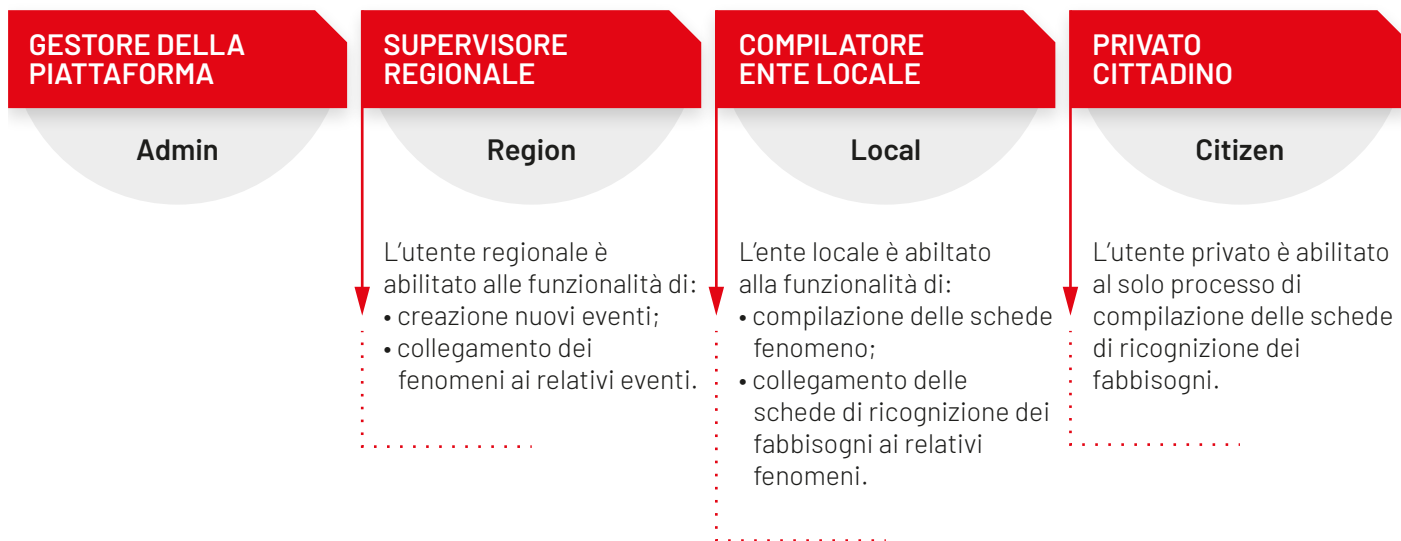 GESTORE DELLA
PIATTAFORMA
Admin
SUPERVISORE
REGIONALE
Region
L'utente regionale è
abilitato alle funzionalità di:
• creazione nuovi eventi;
• collegamento dei
fenomeni ai relativi eventi.
COMPILATORE
ENTE LOCALE
Local
L'ente locale è abiltato
alla funzionalità di:
• compilazione delle schede
fenomeno;
• collegamento delle
schede di ricognizione dei
fabbisogni ai relativi
fenomeni.
PRIVATO
CITTADINO
Citizen
L'utente privato è abilitato
al solo processo di
compilazione delle schede
di ricognizione dei
fabbisogni.